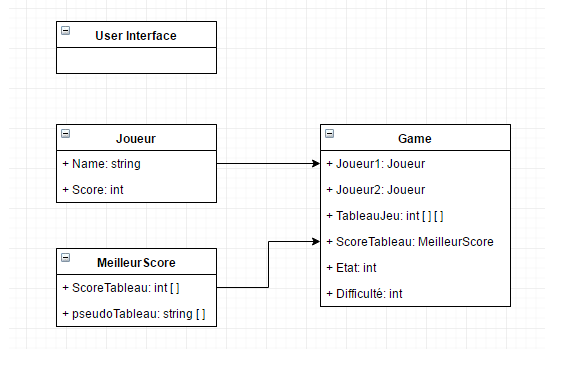 User Interface
Joueur
+ Name: string
+ Score: int
MeilleurScore
+ ScoreTableau: int [ ]
+ pseudoTableau: string [ ]
Game
+ Joueur1: Joueur
+ Joueur2: Joueur
+ TableauJeu: int [ ] [ ]
+ ScoreTableau: MeilleurScore
+ Etat: int
+ Difficulté: int